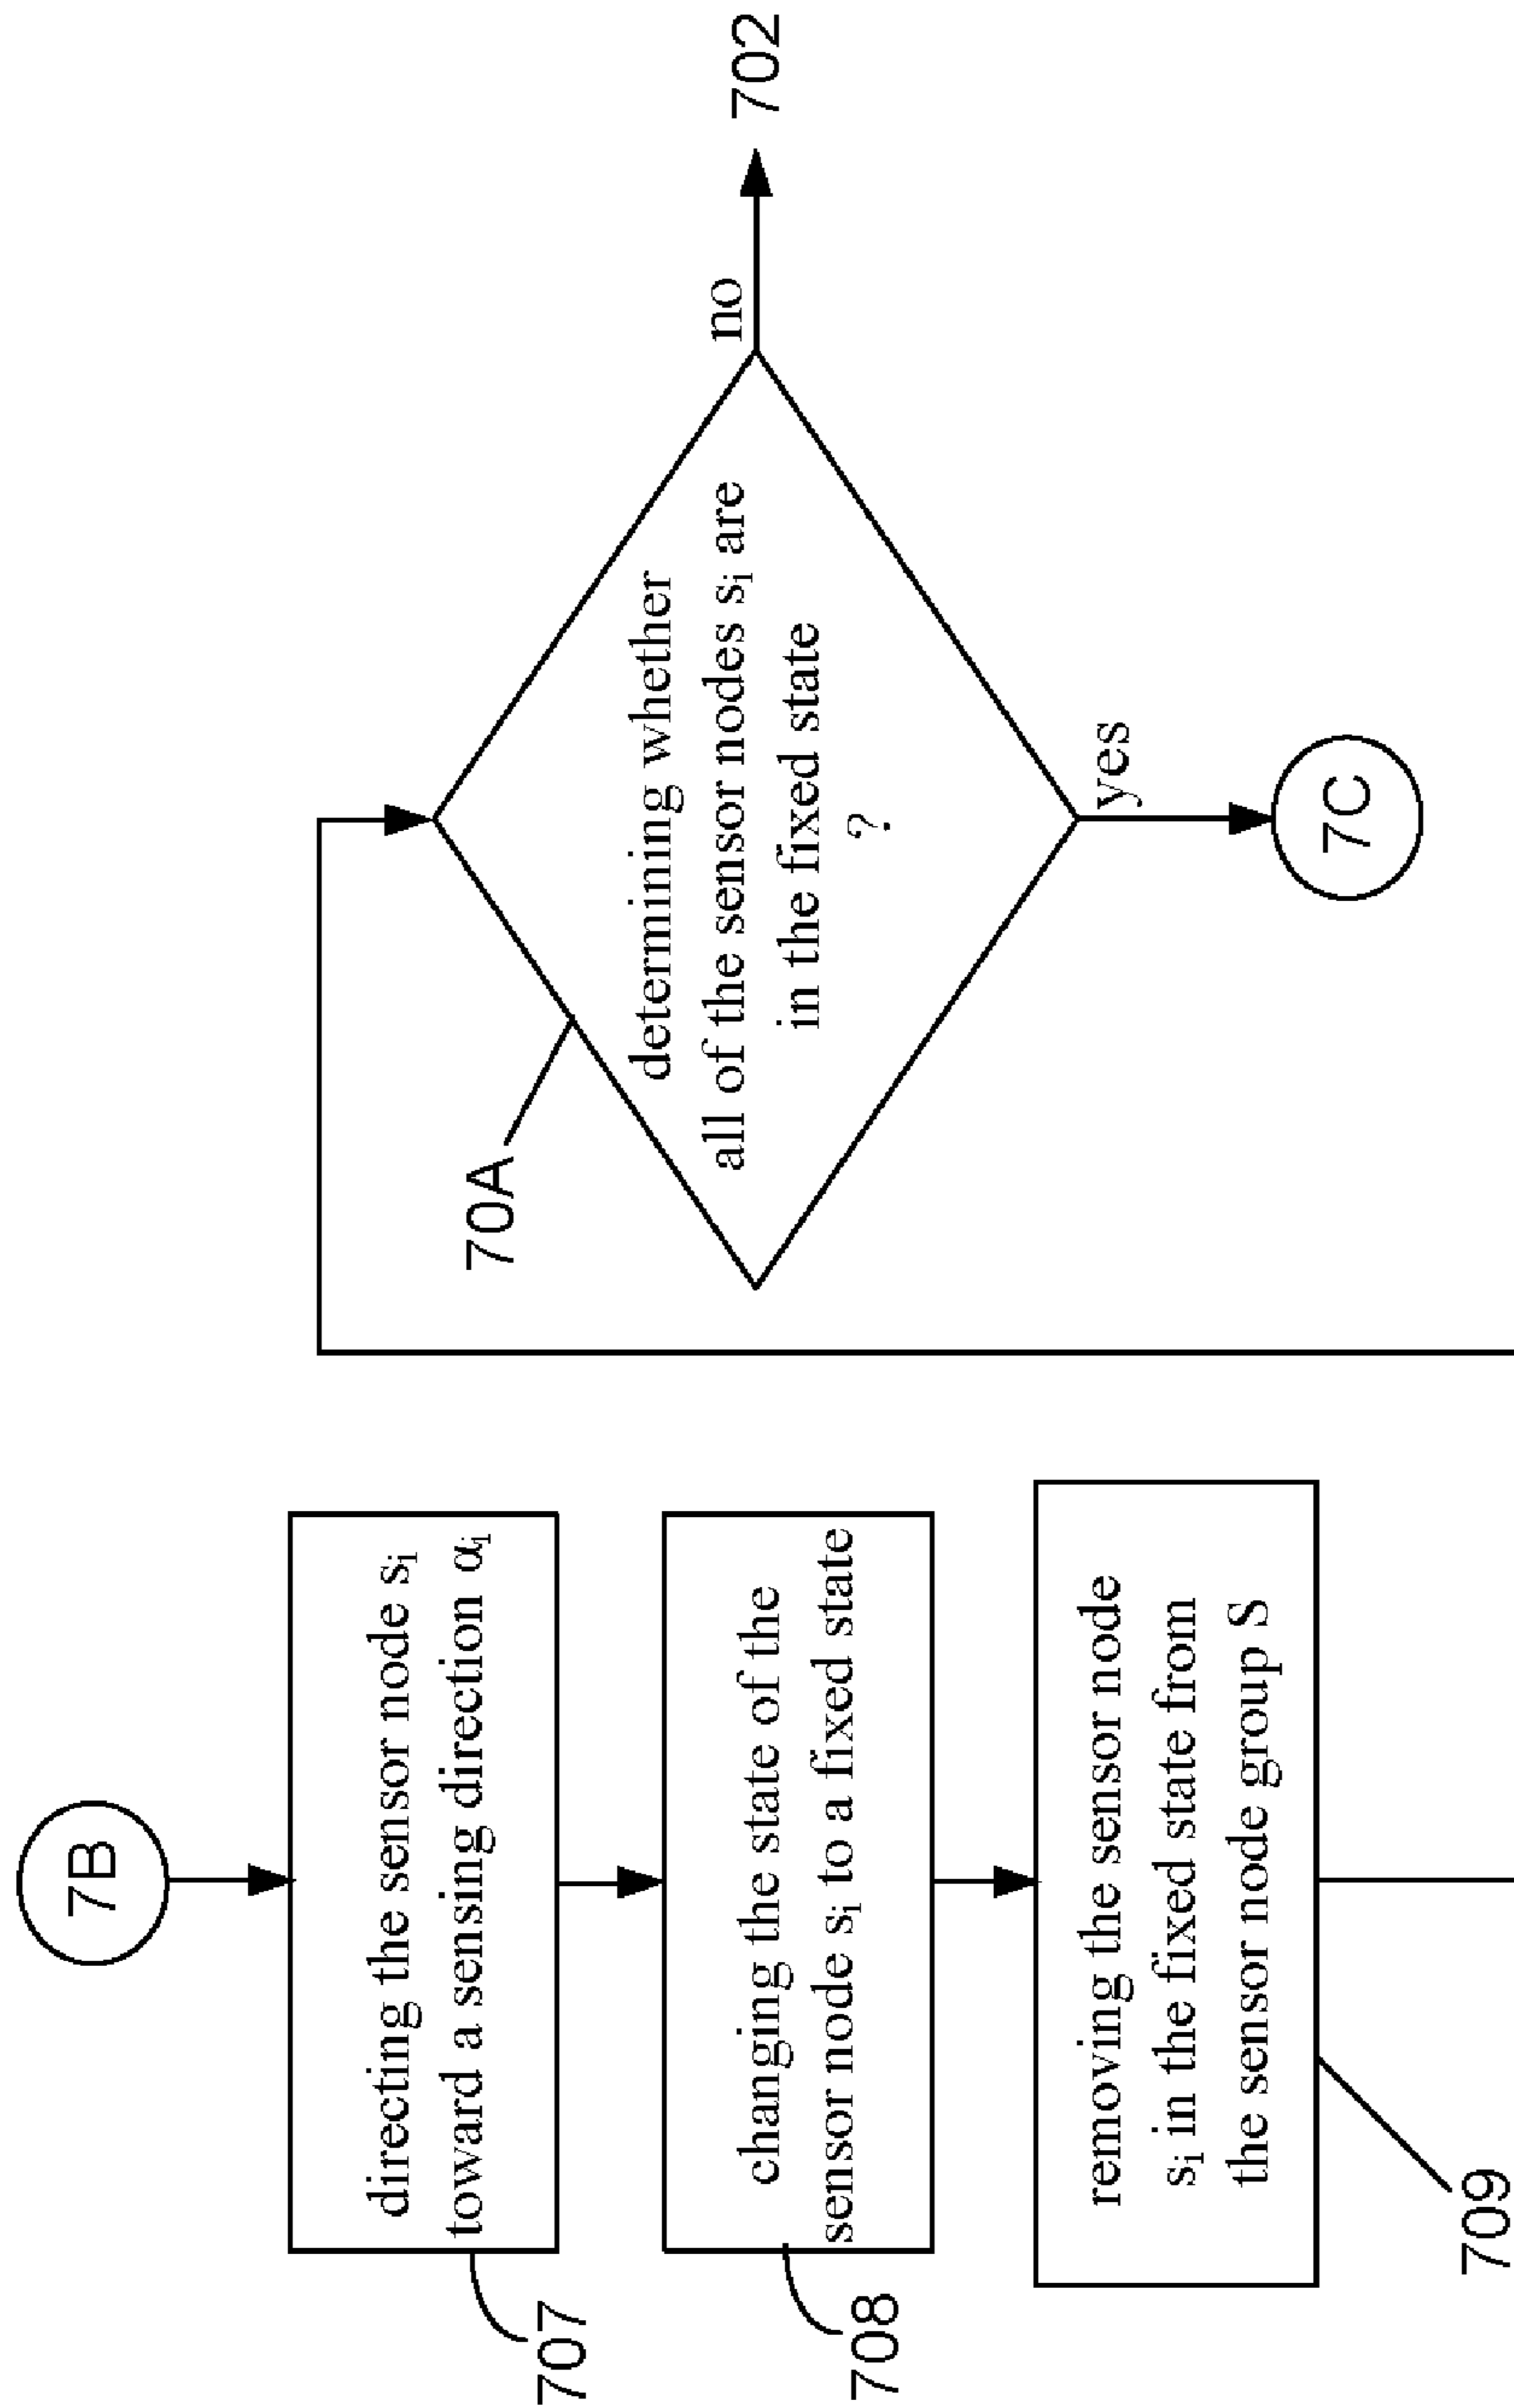 7B
directing the sensor node si
toward a sensing direction αi
707
changing the state of the
sensor node si to a fixed state
708
removing the sensor node
si in the fixed state from
the sensor node group S
709
70A
determining whether
all of the sensor nodes si are
in the fixed state
?
no
702
yes
7C